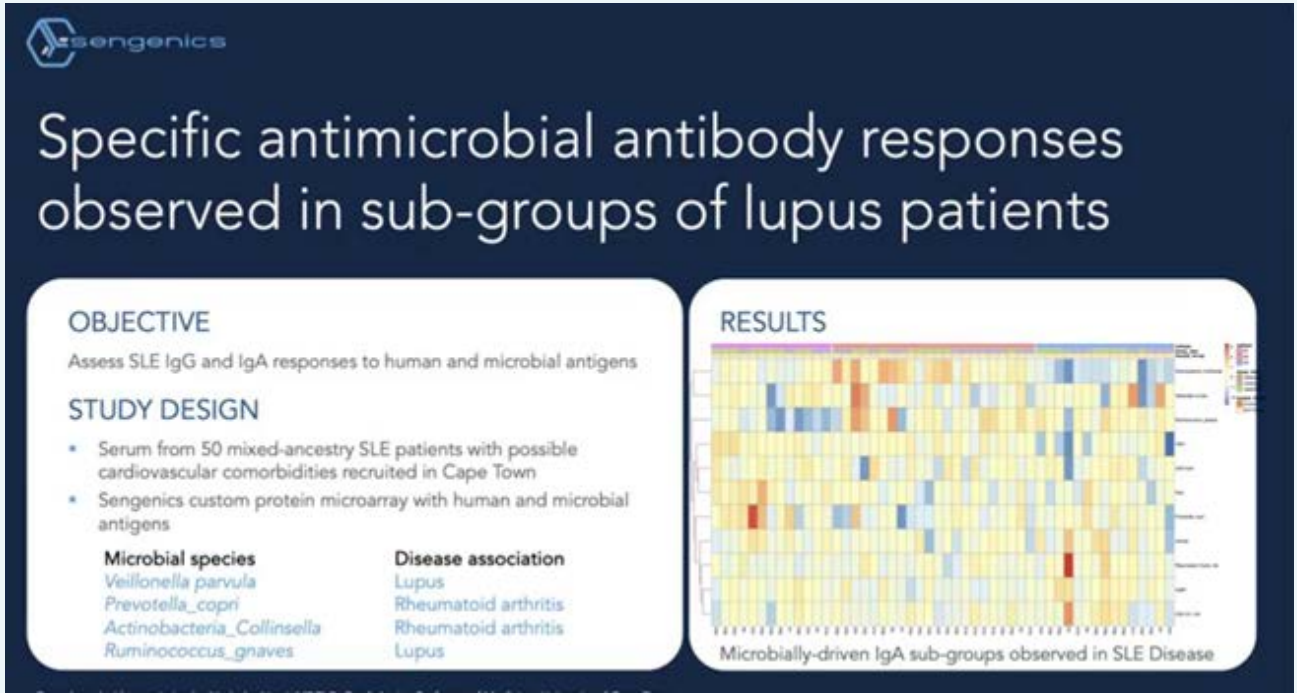 sengenics
Specific antimicrobial antibody responses
observed in sub-groups of lupus patients
OBJECTIVE
Assess SLE IgG and IgA responses to human and microbial antigens
STUDY DESIGN
▪ Serum from 50 mixed-ancestry SLE patients with possible
cardiovascular comorbidities recruited in Cape Town
▪ Sengenics custom protein microarray with human and microbial
antigens
Microbial species Disease association
Veillonella parvula Lupus
Prevotella_copri Rheumatoid arthritis
Actinobacteria_Collinsella Rheumatoid arthritis
Ruminococcus_gnaves Lupus
RESULTS
Microbially-driven IgA sub-groups observed in SLE Disease